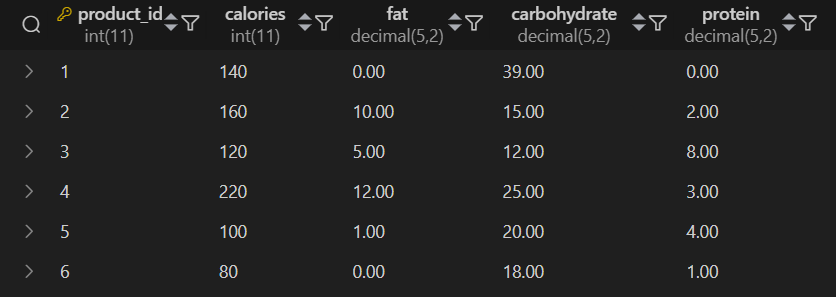 product_id calories fat carbohydrate protein
int(11) int(11) decimal(5,2) decimal(5,2) decimal(5,2)
1 140 0.00 39.00 0.00
2 160 10.00 15.00 2.00
3 120 5.00 12.00 8.00
4 220 12.00 25.00 3.00
5 100 1.00 20.00 4.00
6 80 0.00 18.00 1.00